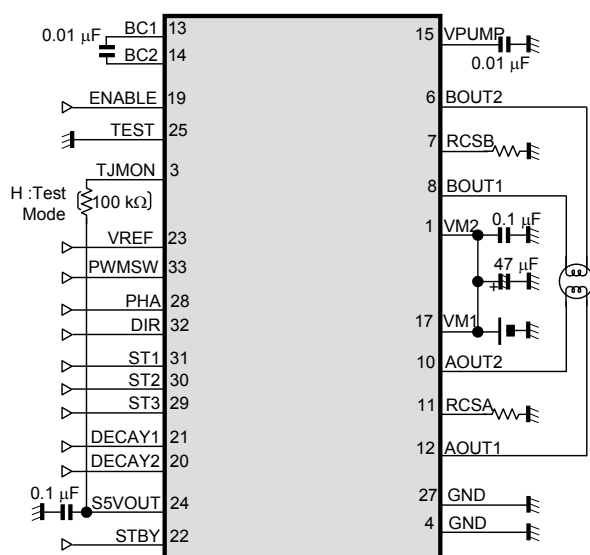 0.01 μF
BC1 13
BC2 14
ENABLE 19
TEST 25
TJMON 3
H :Test
Mode
(100 kΩ)
VREF 23
PWMSW 33
PHA 28
DIR 32
ST1 31
ST2 30
ST3 29
DECAY1 21
DECAY2 20
0.1 μF
S5VOUT 24
STBY 22
15 VPUMP
0.01 μF
6 BOUT2
7 RCSB
8 BOUT1
1 VM2
0.1 μF
47 μF
+
17 VM1
10 AOUT2
11 RCSA
12 AOUT1
27 GND
4 GND